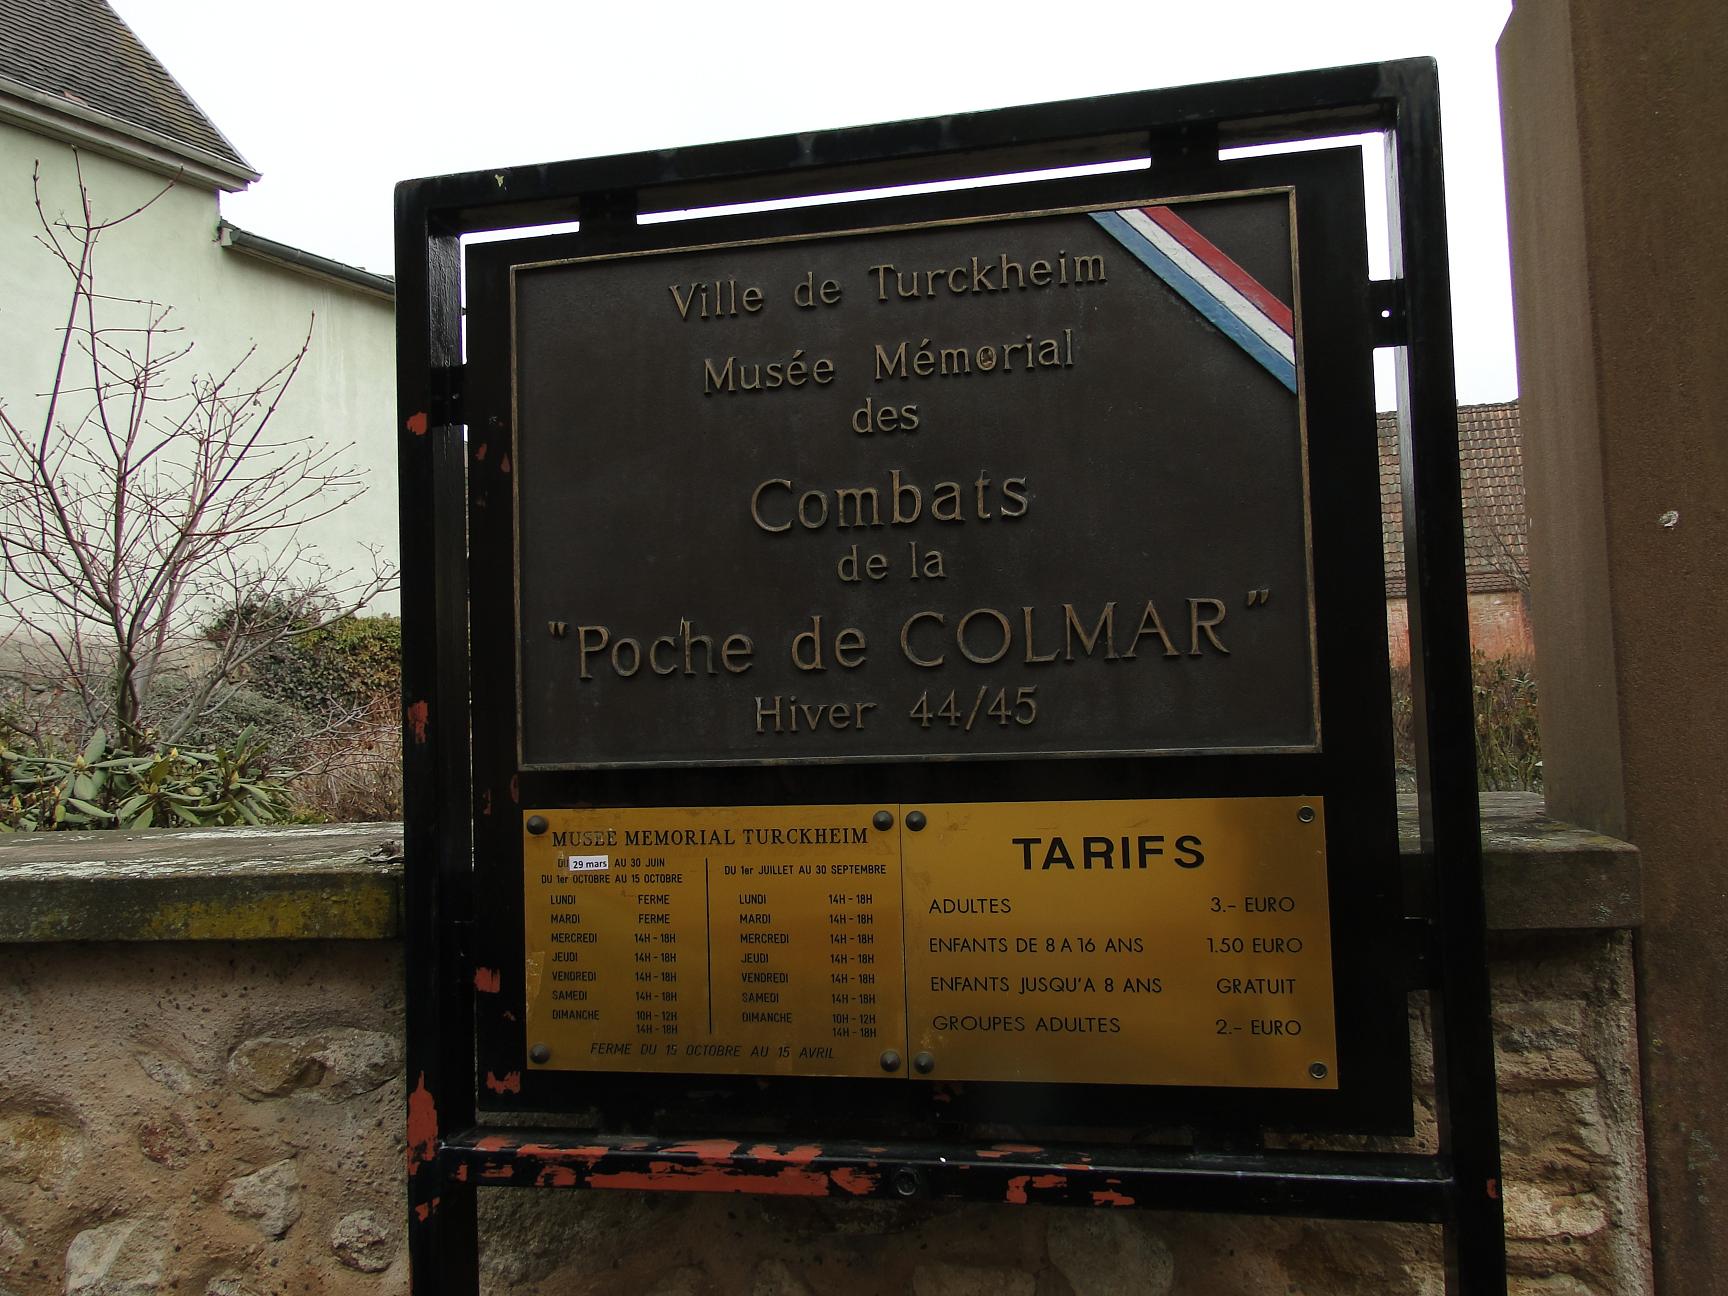 Ville de Turckheim
Musée Mémorial
des
Combats
de la
"Poche de COLMAR"
Hiver 44/45
MUSEE MEMORIAL TURCKHEIM
DU 29 mars AU 30 JUIN
DU 1er OCTOBRE AU 15 OCTOBRE
LUNDI FERME
MARDI FERME
MERCREDI 14H - 18H
JEUDI 14H - 18H
VENDREDI 14H - 18H
SAMEDI 14H - 18H
DIMANCHE 10H - 12H
14H - 18H
DU 1er JUILLET AU 30 SEPTEMBRE
LUNDI 14H - 18H
MARDI 14H - 18H
MERCREDI 14H - 18H
JEUDI 14H - 18H
VENDREDI 14H - 18H
SAMEDI 14H - 18H
DIMANCHE 10H - 12H
14H - 18H
FERME DU 15 OCTOBRE AU 15 AVRIL
TARIFS
ADULTES 3.- EURO
ENFANTS DE 8 A 16 ANS 1.50 EURO
ENFANTS JUSQU'A 8 ANS GRATUIT
GROUPES ADULTES 2.- EURO